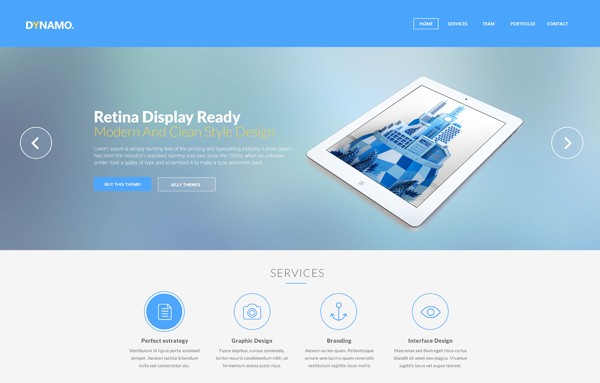 DYNAMO.
HOME SERVICES TEAM PORTFOLIO CONTACT
Retina Display Ready
Modern And Clean Style Design
Lorem Ipsum is simply dummy text of the printing and typesetting industry. Lorem Ipsum
has been the industry's standard dummy text ever since the 1500s, when an unknown
printer took a galley of type and scrambled it to make a type specimen book.
BUY THIS THEME! JELLY THEMES
SERVICES
Perfect estrategy
Vestibulum id ligula porta euismod
semper. Aenean lacinia bibendum
nulla sed consectetur dui.
Graphic Design
Fusce dapibus, cursus commodo,
tortor mauris condimentum nibh, ut
fermentum massa justo.
Branding
Aenean eu leo quam. Pellentesque
ornare sem lacinia quam venenatis
vestibulum sagittis lacus mollis.
Interface Design
Maecenas sed diam eget risus varius
blandit sit amet non magna. Vivamus
sagittis lacus vel augue laoreet.